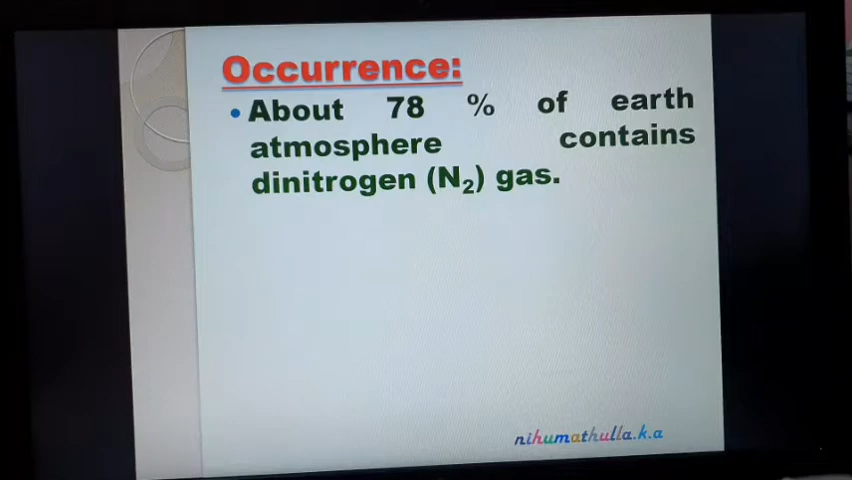 Occurrence:
• About 78 % of earth
atmosphere contains
dinitrogen (N₂) gas.
nihumathulla.k.a